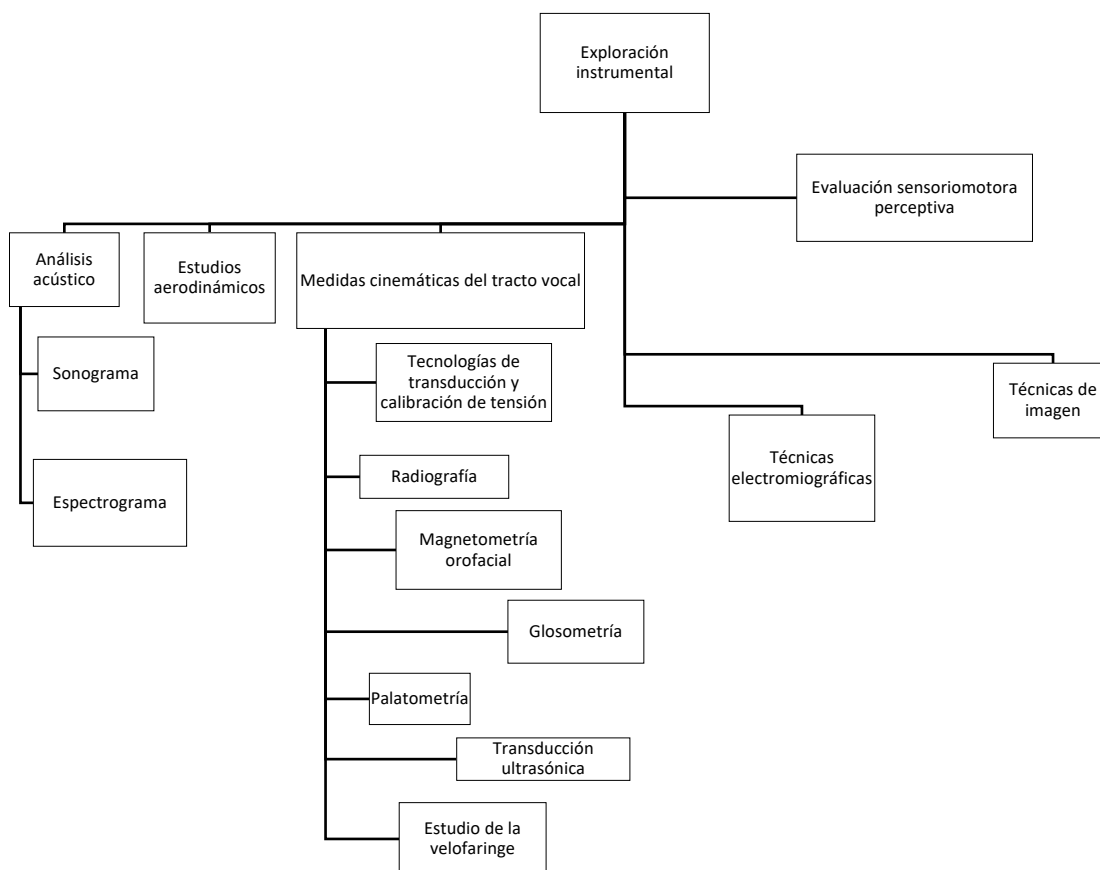 Exploración
instrumental
Evaluación sensoriomotora
perceptiva
Análisis
acústico
Estudios
aerodinámicos
Medidas cinemáticas del tracto vocal
Sonograma
Espectrograma
Tecnologías de
transducción y
calibración de tensión
Radiografía
Magnetometría
orofacial
Glosometría
Palatometría
Transducción
ultrasónica
Estudio de la
velofaringe
Técnicas
electromiográficas
Técnicas de
imagen